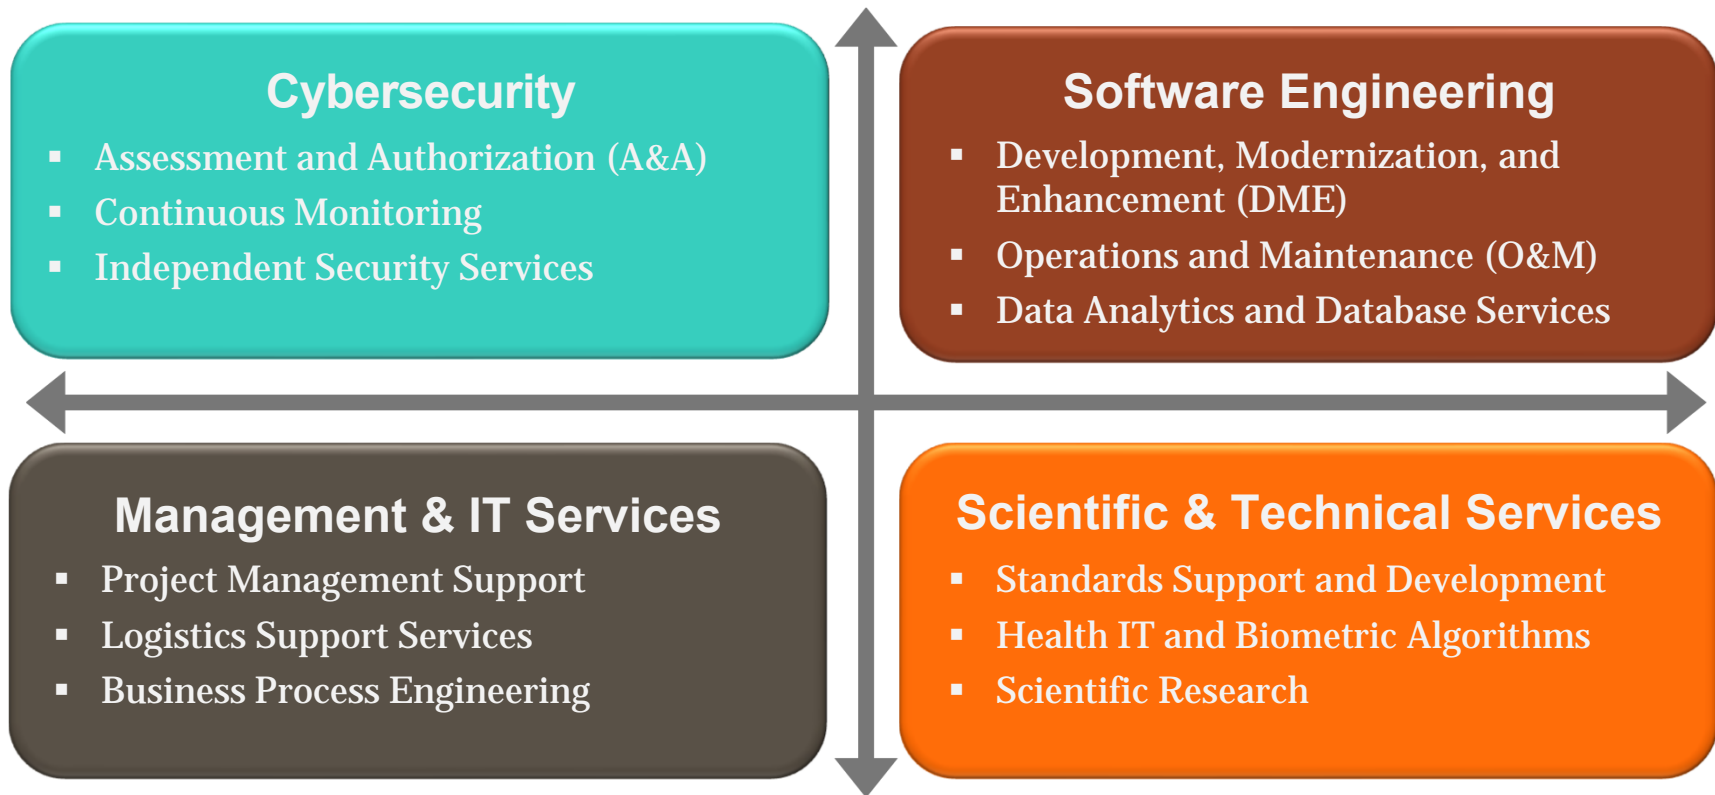 Cybersecurity
▪ Assessment and Authorization (A&A)
▪ Continuous Monitoring
▪ Independent Security Services
Software Engineering
▪ Development, Modernization, and
Enhancement (DME)
▪ Operations and Maintenance (O&M)
▪ Data Analytics and Database Services
Management & IT Services
▪ Project Management Support
▪ Logistics Support Services
▪ Business Process Engineering
Scientific & Technical Services
▪ Standards Support and Development
▪ Health IT and Biometric Algorithms
▪ Scientific Research